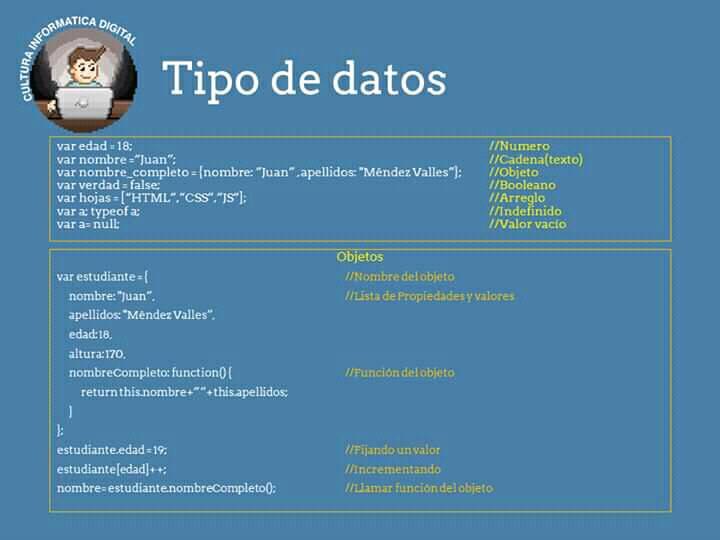 CULTURA INFORMATICA DIGITAL
Tipo de datos
var edad = 18; //Numero
var nombre ="Juan"; //Cadena(texto)
var nombre_completo = {nombre: "Juan" , apellidos: "Méndez Valles"}; //Objeto
var verdad = false; //Booleano
var hojas = ["HTML","CSS","JS"]; //Arreglo
var a; typeof a; //Indefinido
var a= null; //Valor vacío
Objetos
var estudiante = { //Nombre del objeto
nombre: "Juan", //Lista de Propiedades y valores
apellidos: "Méndez Valles",
edad:18,
altura:170,
nombreCompleto: function() { //Función del objeto
return this.nombre+" "+ this.apellidos;
}
};
estudiante.edad = 19; //Fijando un valor
estudiante[edad]++; //Incrementando
nombre= estudiante.nombreCompleto(); //Llamar función del objeto